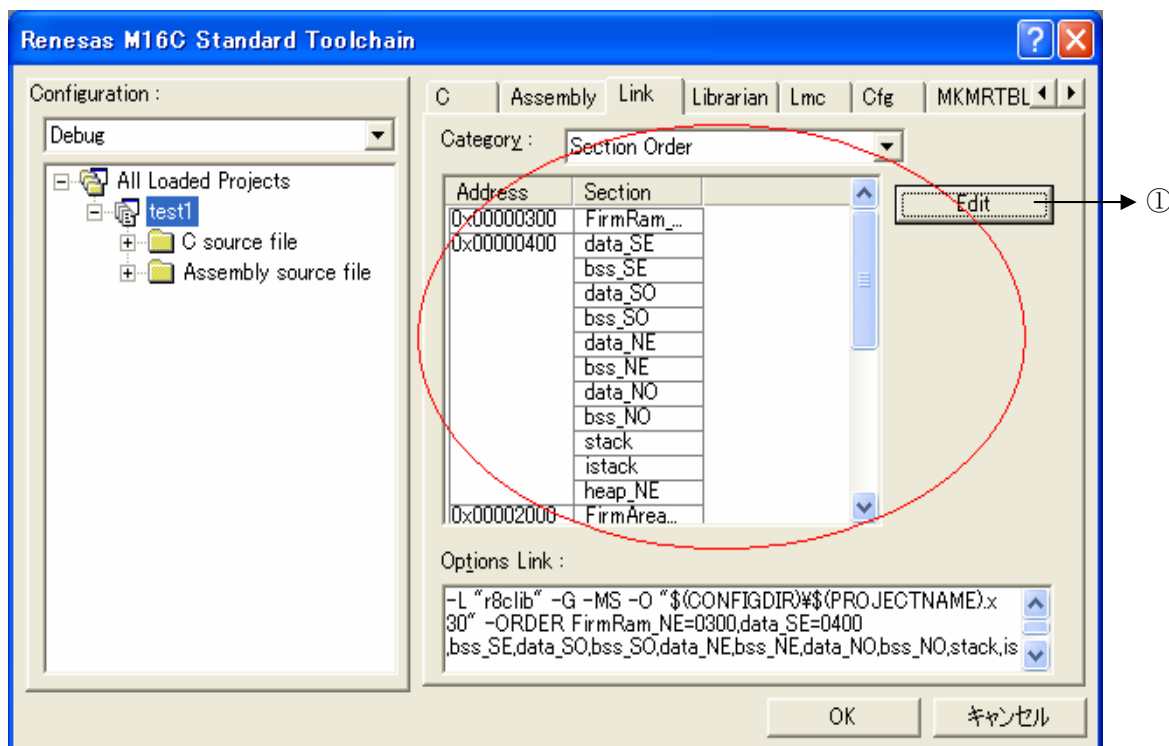 Renesas M16C Standard Toolchain
Configuration :
Debug
All Loaded Projects
test1
C source file
Assembly source file
C Assembly Link Librarian Lmc Cfg MKMRTBL
Category :
Section Order
Address Section
0x00000300 FirmRam_...
0x00000400 data_SE
bss_SE
data_SO
bss_SO
data_NE
bss_NE
data_NO
bss_NO
stack
istack
heap_NE
0x00002000 FirmArea...
Edit
①
Options Link :
-L "r8clib" -G -MS -O "$(CONFIGDIR)¥$(PROJECTNAME).x
30" -ORDER FirmRam_NE=0300,data_SE=0400
,bss_SE,data_SO,bss_SO,data_NE,bss_NE,data_NO,bss_NO,stack,is
OK キャンセル